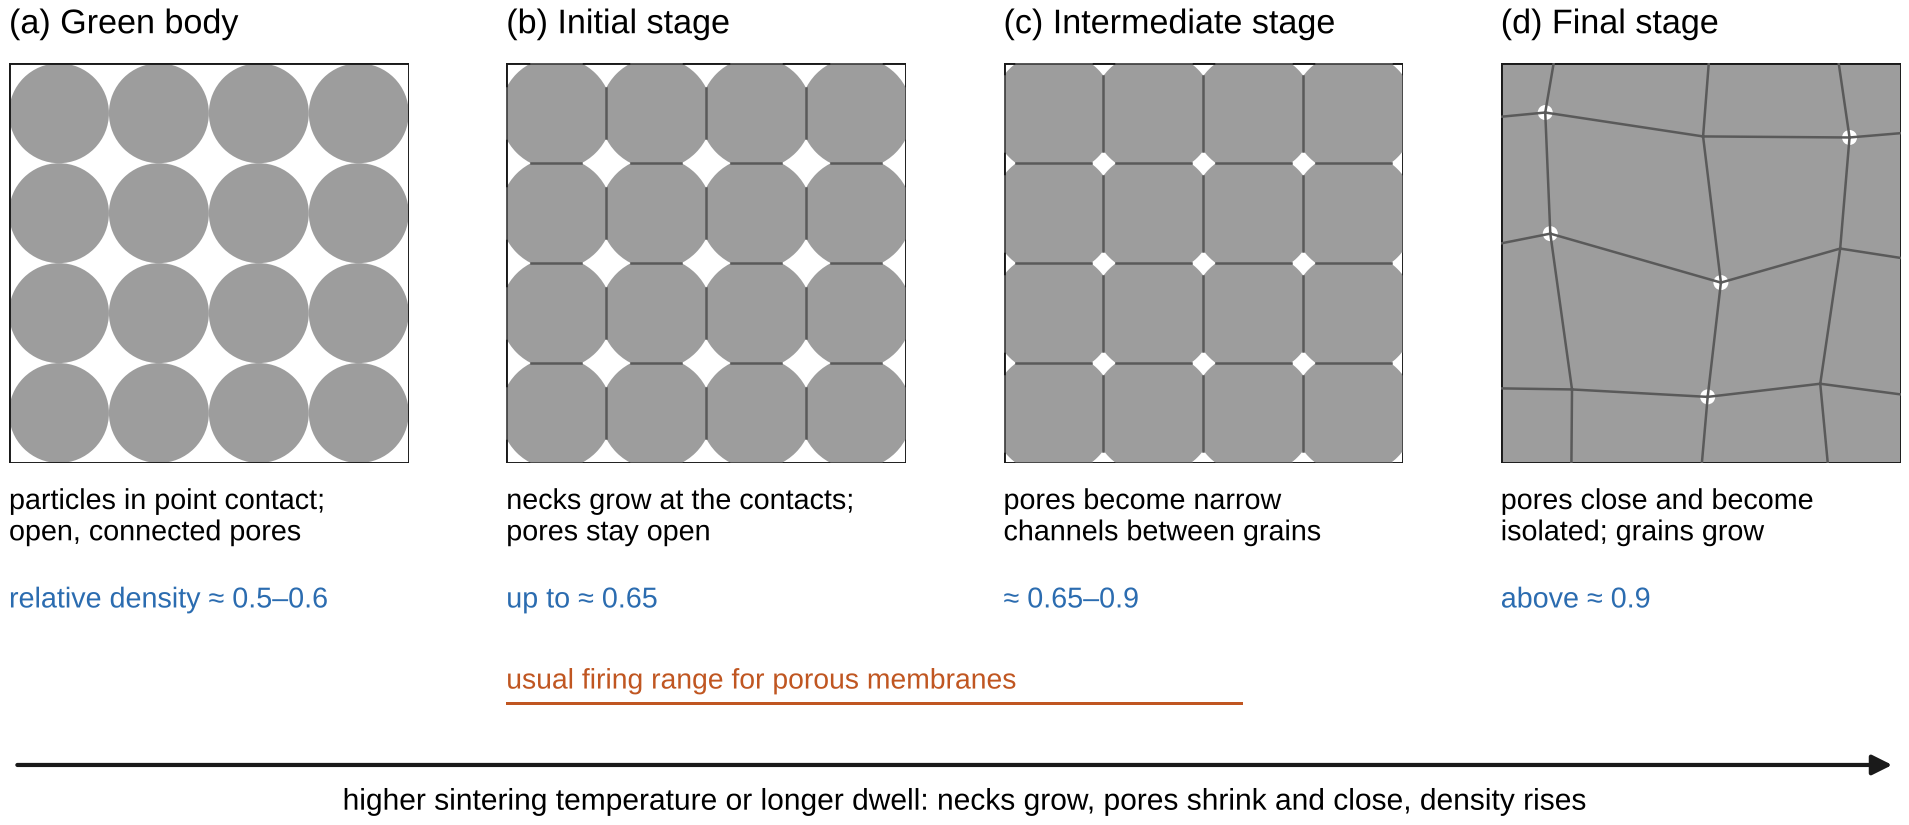 (a) Green body
(b) Initial stage
(c) Intermediate stage
(d) Final stage
particles in point contact;
open, connected pores
necks grow at the contacts;
pores stay open
pores become narrow
channels between grains
pores close and become
isolated; grains grow
relative density ≈ 0.5–0.6
up to ≈ 0.65
≈ 0.65–0.9
above ≈ 0.9
usual firing range for porous membranes
higher sintering temperature or longer dwell: necks grow, pores shrink and close, density rises